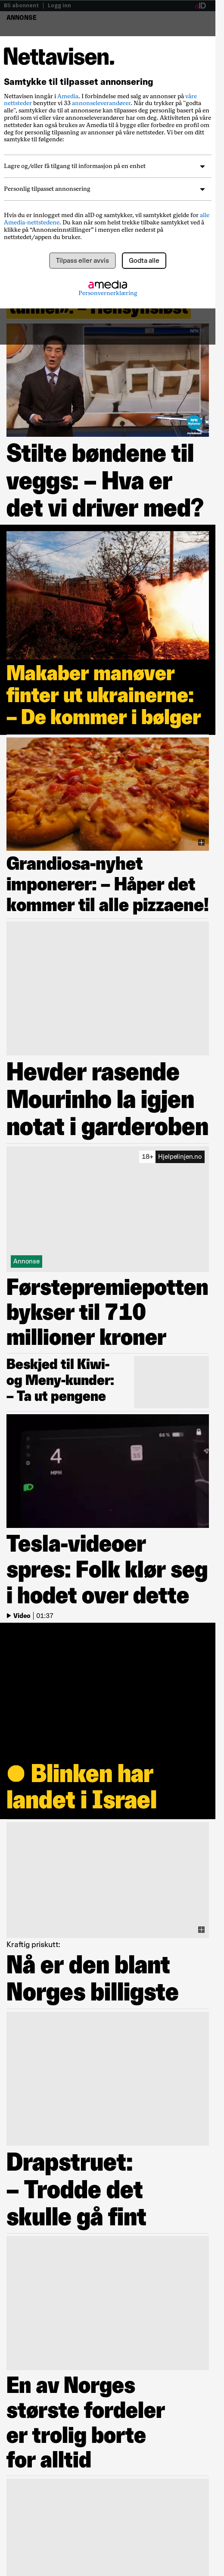 Bli abonnent | Logg inn
aID
ANNONSE
Nettavisen.
Samtykke til tilpasset annonsering
Nettavisen inngår i Amedia. I forbindelse med salg av annonser på våre
nettsteder benytter vi 33 annonseleverandører. Når du trykker på "godta
alle", samtykker du til at annonsene kan tilpasses deg personlig basert på en
profil som vi eller våre annonseleverandører har om deg. Aktiviteten på våre
nettsteder kan også brukes av Amedia til å bygge eller forbedre en profil om
deg for personlig tilpasning av annonser på våre nettsteder. Vi ber om ditt
samtykke til følgende:
Lagre og/eller få tilgang til informasjon på en enhet
Personlig tilpasset annonsering
Hvis du er innlogget med din aID og samtykker, vil samtykket gjelde for alle
Amedia-nettstedene. Du kan når som helst trekke tilbake samtykket ved å
klikke på “Annonseinnstillinger” i menyen eller nederst på
nettstedet/appen du bruker.
Tilpass eller avvis
Godta alle
amedia
Personvernerklæring
Stilte bøndene til
veggs: – Hva er
det vi driver med?
Makaber manøver
finter ut ukrainerne:
– De kommer i bølger
Grandiosa-nyhet
imponerer: – Håper det
kommer til alle pizzaene!
Hevder rasende
Mourinho la igjen
notat i garderoben
18+ Hjelpelinjen.no
Annonse
Førstepremiepotten
bykser til 710
millioner kroner
Beskjed til Kiwi-
og Meny-kunder:
– Ta ut pengene
4
MPH
Tesla-videoer
spres: Folk klør seg
i hodet over dette
Video | 01:37
Blinken har
landet i Israel
Kraftig priskutt:
Nå er den blant
Norges billigste
Drapstruet:
– Trodde det
skulle gå fint
En av Norges
største fordeler
er trolig borte
for alltid